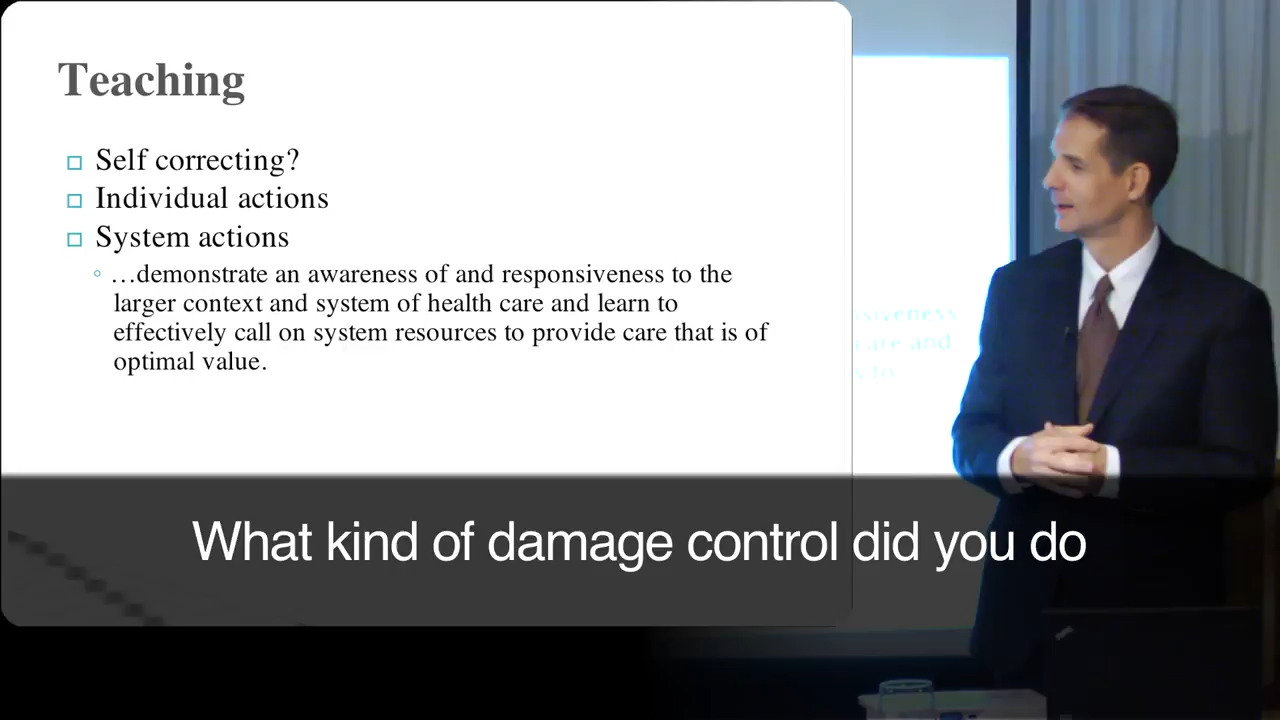 Teaching
Self correcting?
Individual actions
System actions
…demonstrate an awareness of and responsiveness to the
larger context and system of health care and learn to
effectively call on system resources to provide care that is of
optimal value.
care and
What kind of damage control did you do